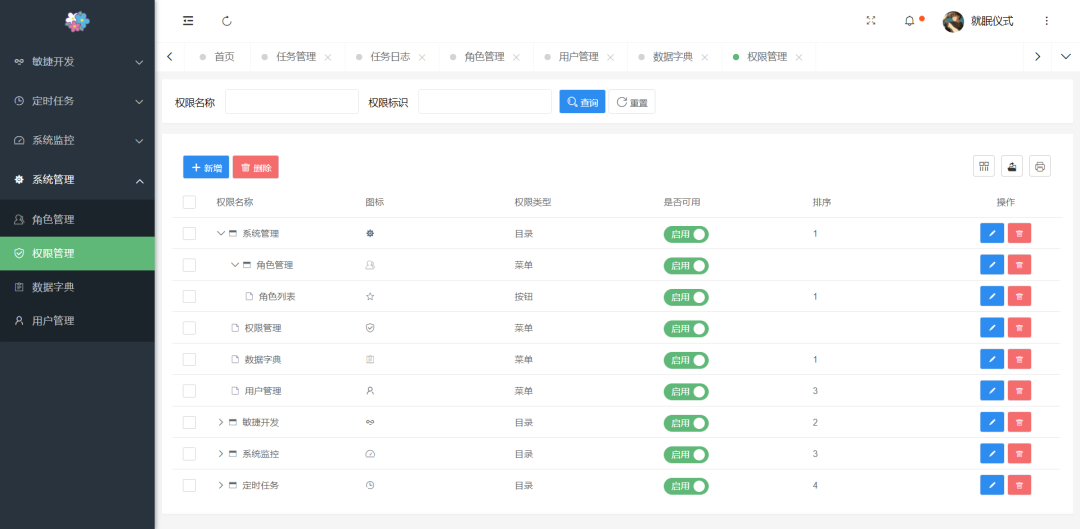 就眠仪式
敏捷开发
定时任务
系统监控
系统管理
角色管理
权限管理
数据字典
用户管理
首页 任务管理 任务日志 角色管理 用户管理 数据字典 权限管理
权限名称 权限标识 查询 重置
新增 删除
权限名称 图标 权限类型 是否可用 排序 操作
系统管理 目录 启用 1
角色管理 菜单 启用
角色列表 按钮 启用 1
权限管理 菜单 启用
数据字典 菜单 启用 1
用户管理 菜单 启用 3
敏捷开发 目录 启用 2
系统监控 目录 启用 3
定时任务 目录 启用 4